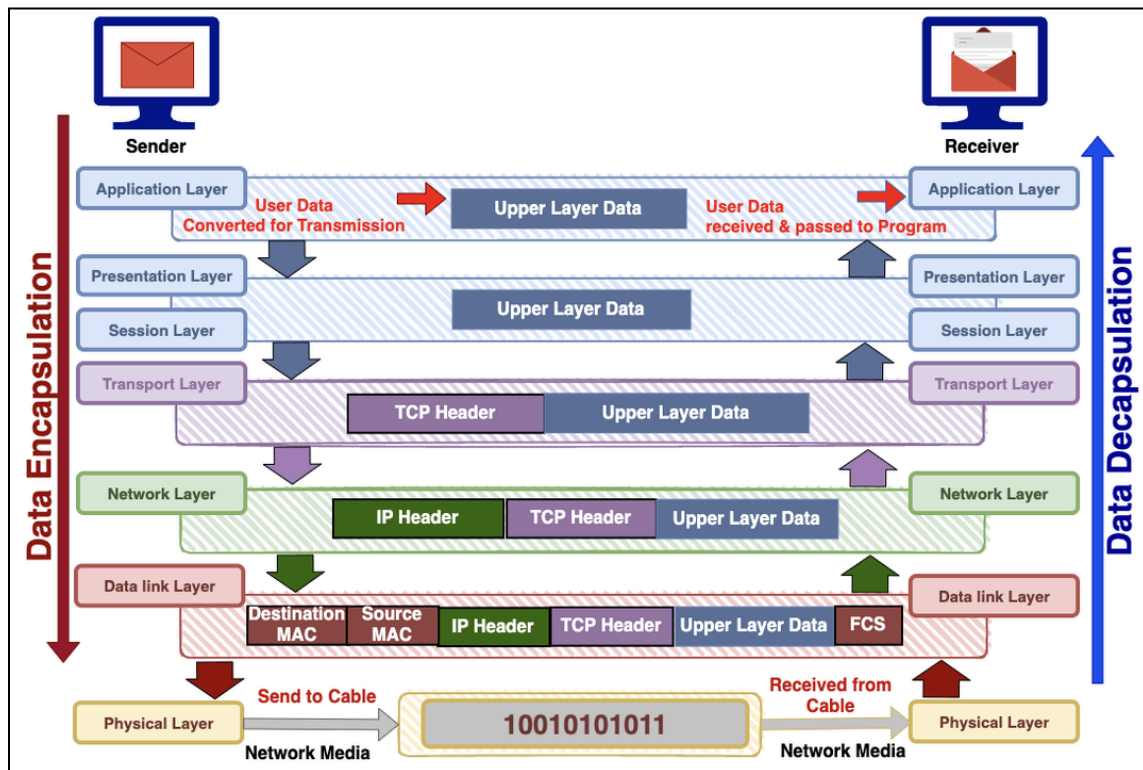 Sender
Receiver
Data Encapsulation
Data Decapsulation
Application Layer
User Data
Converted for Transmission
Upper Layer Data
User Data
received & passed to Program
Application Layer
Presentation Layer
Session Layer
Upper Layer Data
Presentation Layer
Session Layer
Transport Layer
TCP Header
Upper Layer Data
Transport Layer
Network Layer
IP Header
TCP Header
Upper Layer Data
Network Layer
Data link Layer
Destination
MAC
Source
MAC
IP Header
TCP Header
Upper Layer Data
FCS
Data link Layer
Physical Layer
Send to Cable
Network Media
10010101011
Received from
Cable
Network Media
Physical Layer